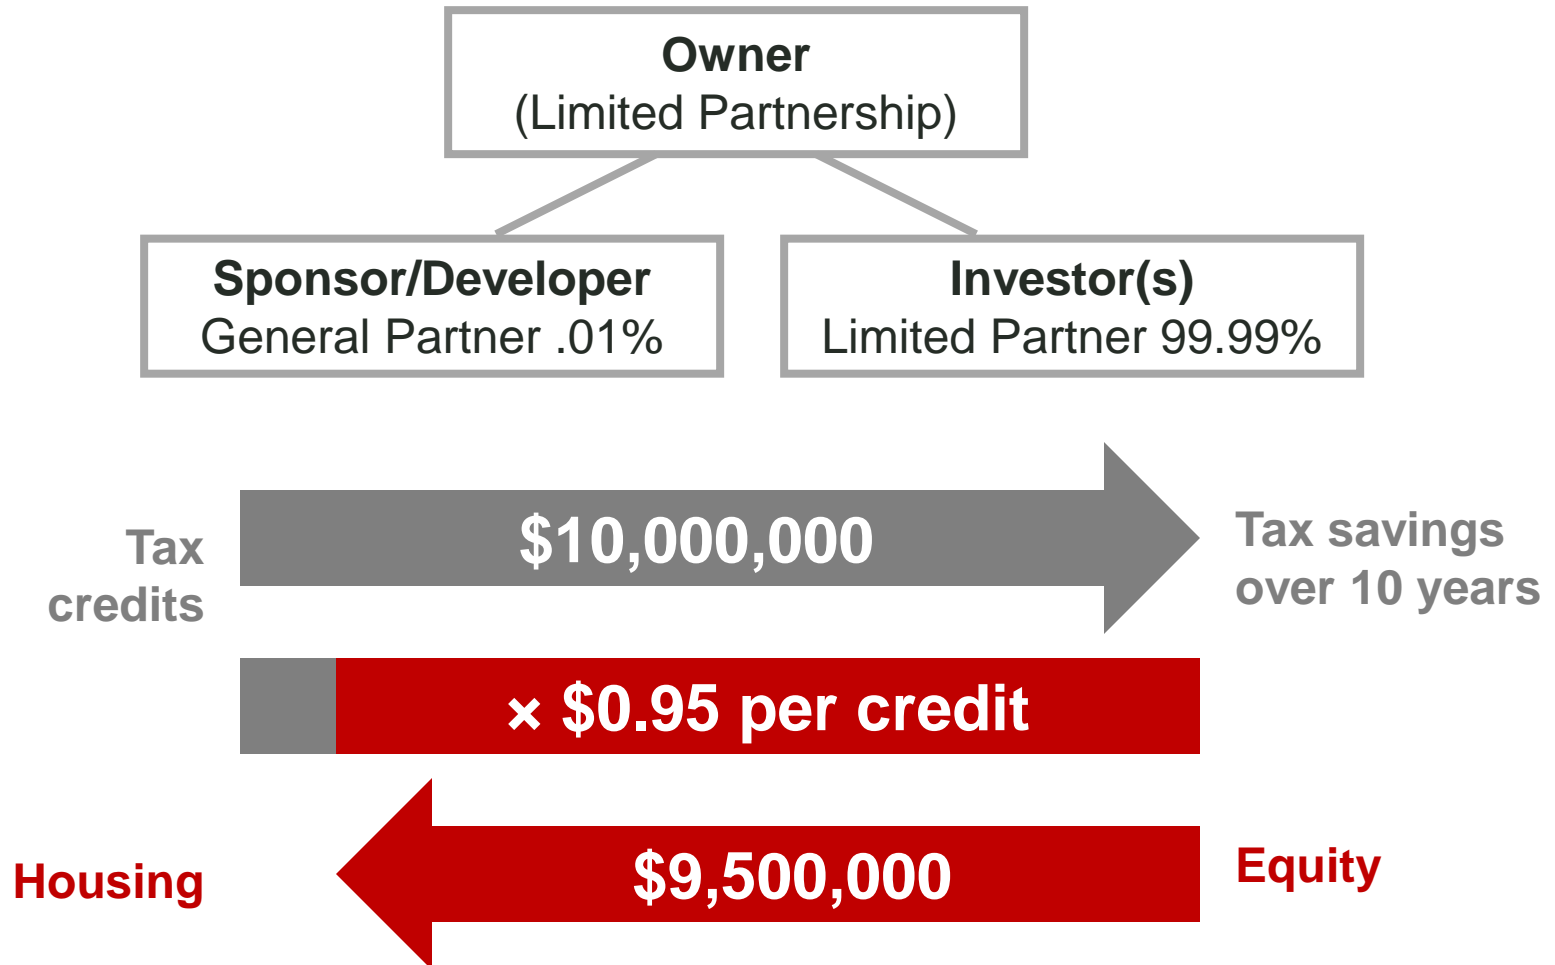 Owner
(Limited Partnership)
Sponsor/Developer
General Partner .01%
Investor(s)
Limited Partner 99.99%
Tax
credits
$10,000,000
Tax savings
over 10 years
× $0.95 per credit
Housing
$9,500,000
Equity